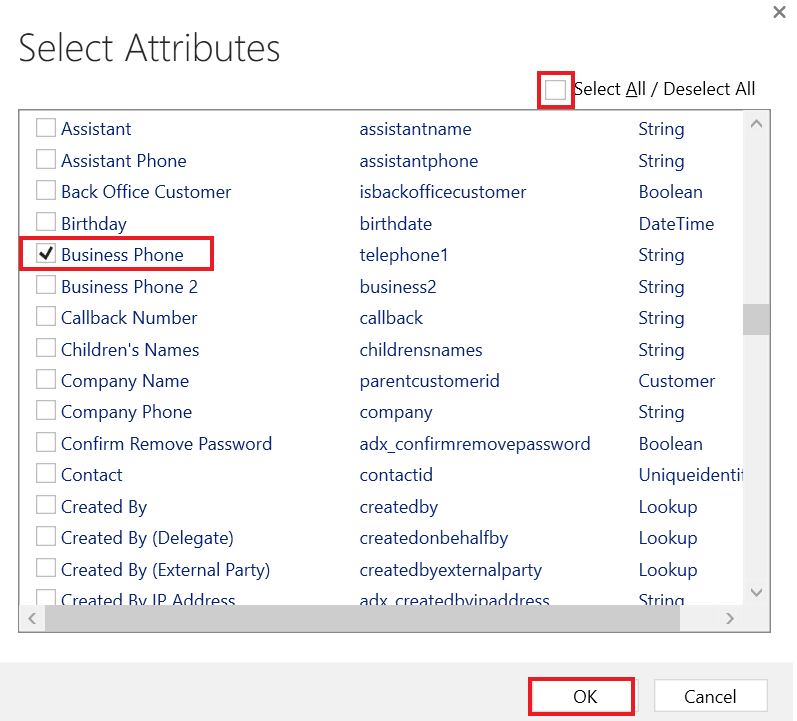 Select Attributes
Select All / Deselect All
Assistant assistantname String
Assistant Phone assistantphone String
Back Office Customer isbackofficecustomer Boolean
Birthday birthdate DateTime
Business Phone telephone1 String
Business Phone 2 business2 String
Callback Number callback String
Children's Names childrensnames String
Company Name parentcustomerid Customer
Company Phone company String
Confirm Remove Password adx_confirmremovepassword Boolean
Contact contactid Uniqueidentif
Created By createdby Lookup
Created By (Delegate) createdonbehalfby Lookup
Created By (External Party) createdbyexternalparty Lookup
Created By IP Address adx_createdbyipaddress String
OK Cancel